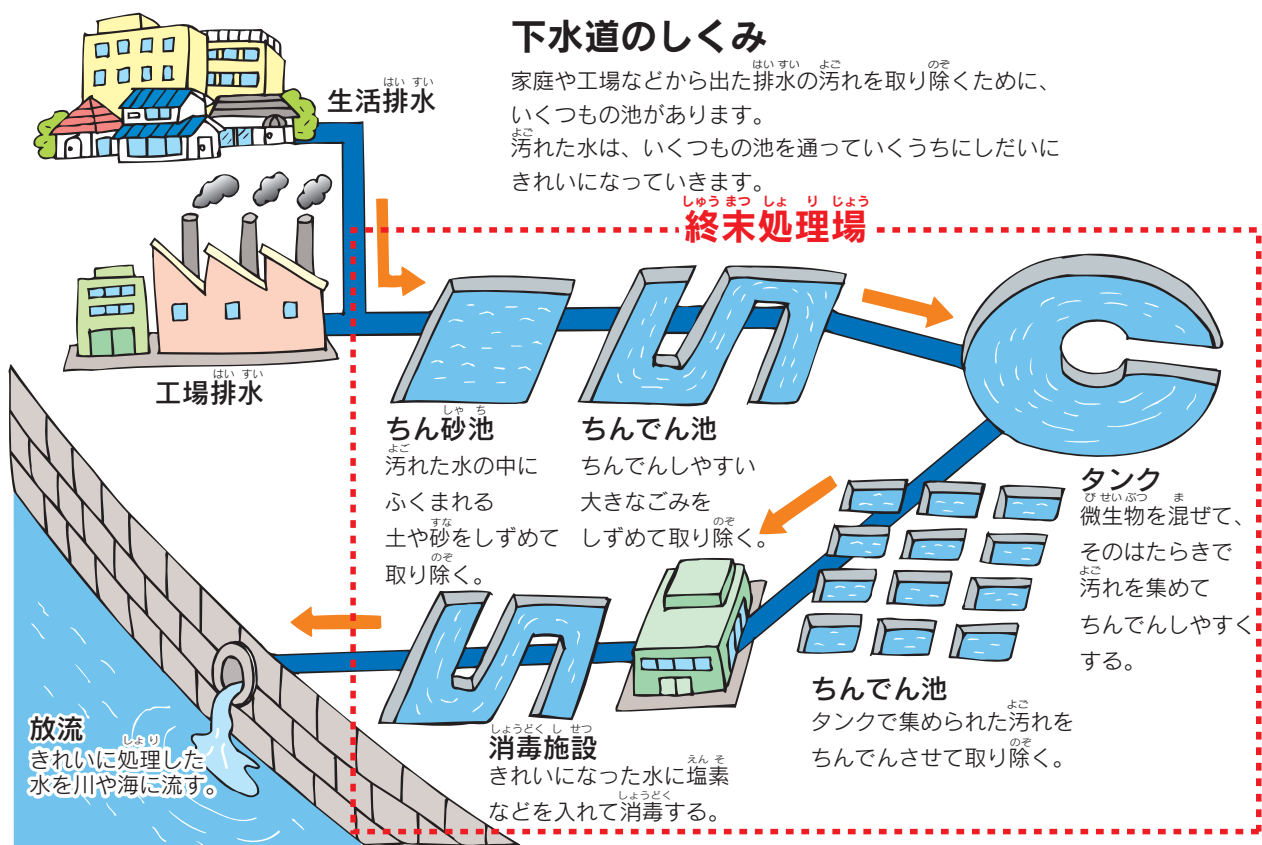 下水道のしくみ
家庭や工場などから出た排水の汚れを取り除くために、
いくつもの池があります。
汚れた水は、いくつもの池を通っていくうちにしだいに
きれいになっていきます。
生活排水
工場排水
終末処理場
ちん砂池
汚れた水の中に
ふくまれる
土や砂をしずめて
取り除く。
ちんでん池
ちんでんしやすい
大きなごみを
しずめて取り除く。
タンク
微生物を混ぜて、
そのはたらきで
汚れを集めて
ちんでんしやすく
する。
ちんでん池
タンクで集められた汚れを
ちんでんさせて取り除く。
消毒施設
きれいになった水に塩素
などを入れて消毒する。
放流
きれいに処理した
水を川や海に流す。